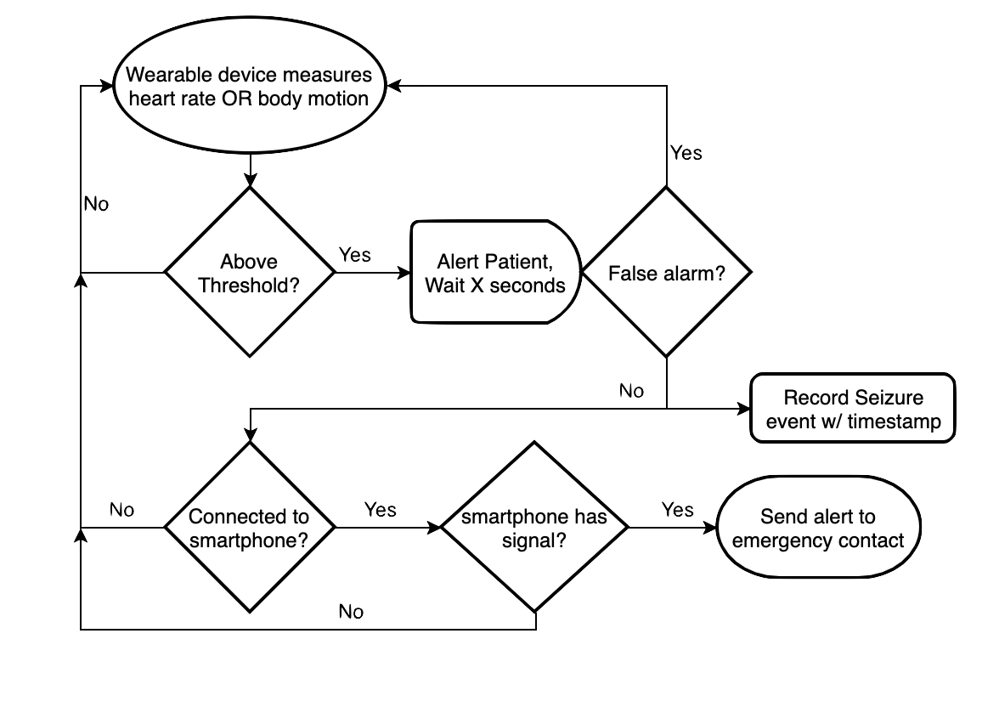 Wearable device measures
heart rate OR body motion
Yes
No
Above
Threshold?
Yes
Alert Patient,
Wait X seconds
False alarm?
No
Record Seizure
event w/ timestamp
No
Connected to
smartphone?
Yes
smartphone has
signal?
Yes
Send alert to
emergency contact
No